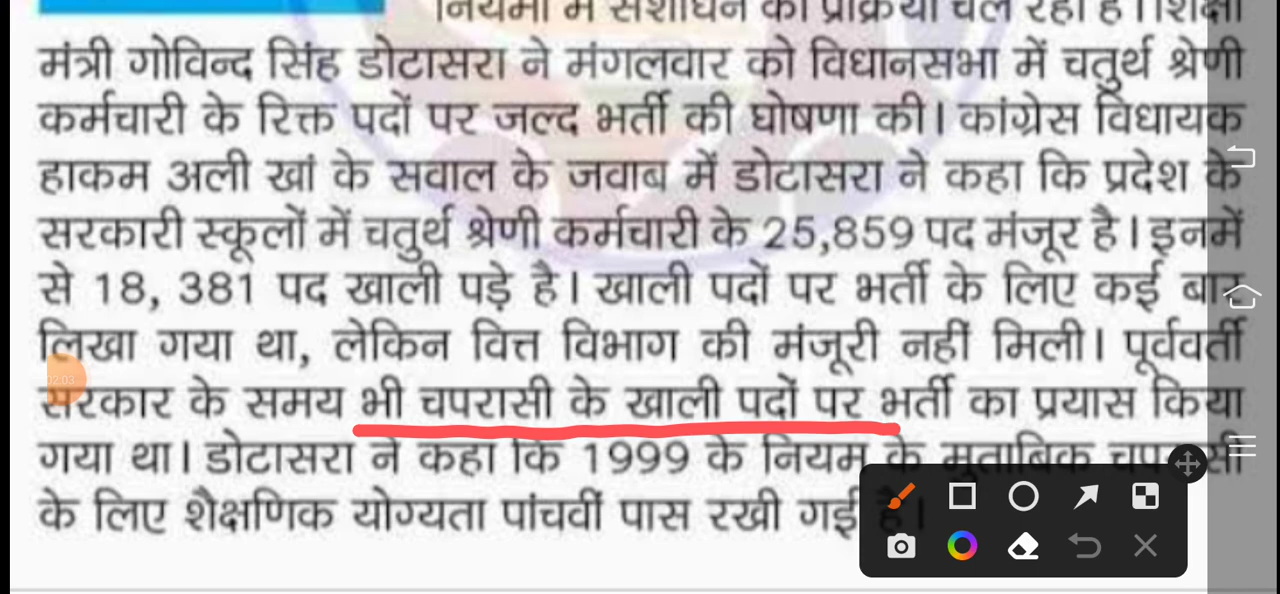 नियमों में संशोधन की प्रक्रिया चल रही है। शिक्षा
मंत्री गोविन्द सिंह डोटासरा ने मंगलवार को विधानसभा में चतुर्थ श्रेणी
कर्मचारी के रिक्त पदों पर जल्द भर्ती की घोषणा की। कांग्रेस विधायक
हाकम अली खां के सवाल के जवाब में डोटासरा ने कहा कि प्रदेश के
सरकारी स्कूलों में चतुर्थ श्रेणी कर्मचारी के 25,859 पद मंजूर है। इनमें
से 18, 381 पद खाली पड़े है। खाली पदों पर भर्ती के लिए कई बार
लिखा गया था, लेकिन वित्त विभाग की मंजूरी नहीं मिली। पूर्ववर्ती
02:03
सरकार के समय भी चपरासी के खाली पदों पर भर्ती का प्रयास किया
गया था। डोटासरा ने कहा कि 1999 के नियम के मुताबिक चपरासी
के लिए शैक्षणिक योग्यता पांचवीं पास रखी गई है।